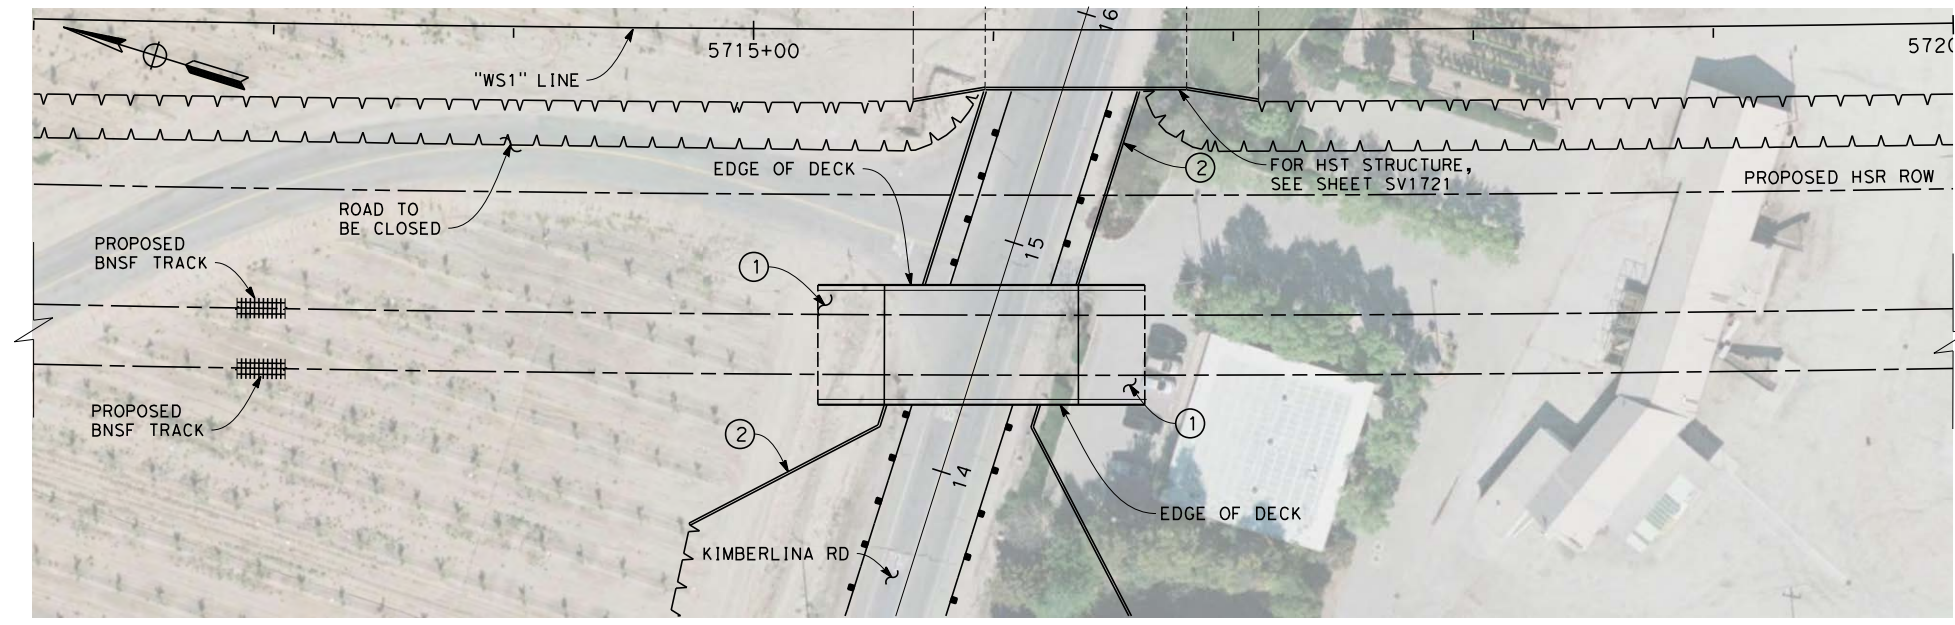 16
5715+00
5720
"WS1" LINE
EDGE OF DECK
2
FOR HST STRUCTURE,
SEE SHEET SV1721
PROPOSED HSR ROW
ROAD TO
BE CLOSED
PROPOSED
BNSF TRACK
1
15
PROPOSED
BNSF TRACK
2
1
14
EDGE OF DECK
KIMBERLINA RD